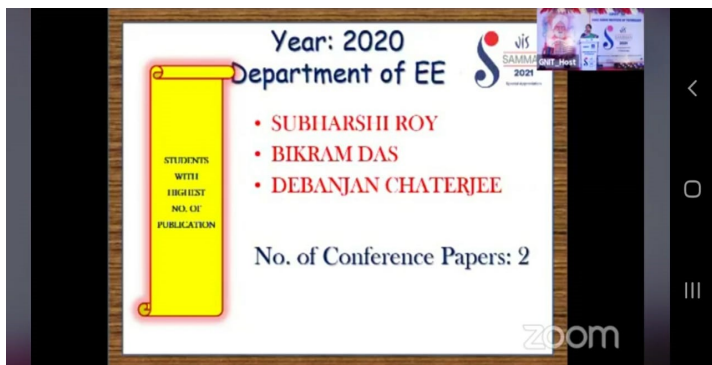 Year: 2020
Department of EE
JIS
SAMMA
2021
GNIT_Host
STUDENTS
WITH
HIGHEST
NO. OF
PUBLICATION
• SUBHARSHI ROY
• BIKRAM DAS
• DEBANJAN CHATERJEE
No. of Conference Papers: 2
zoom